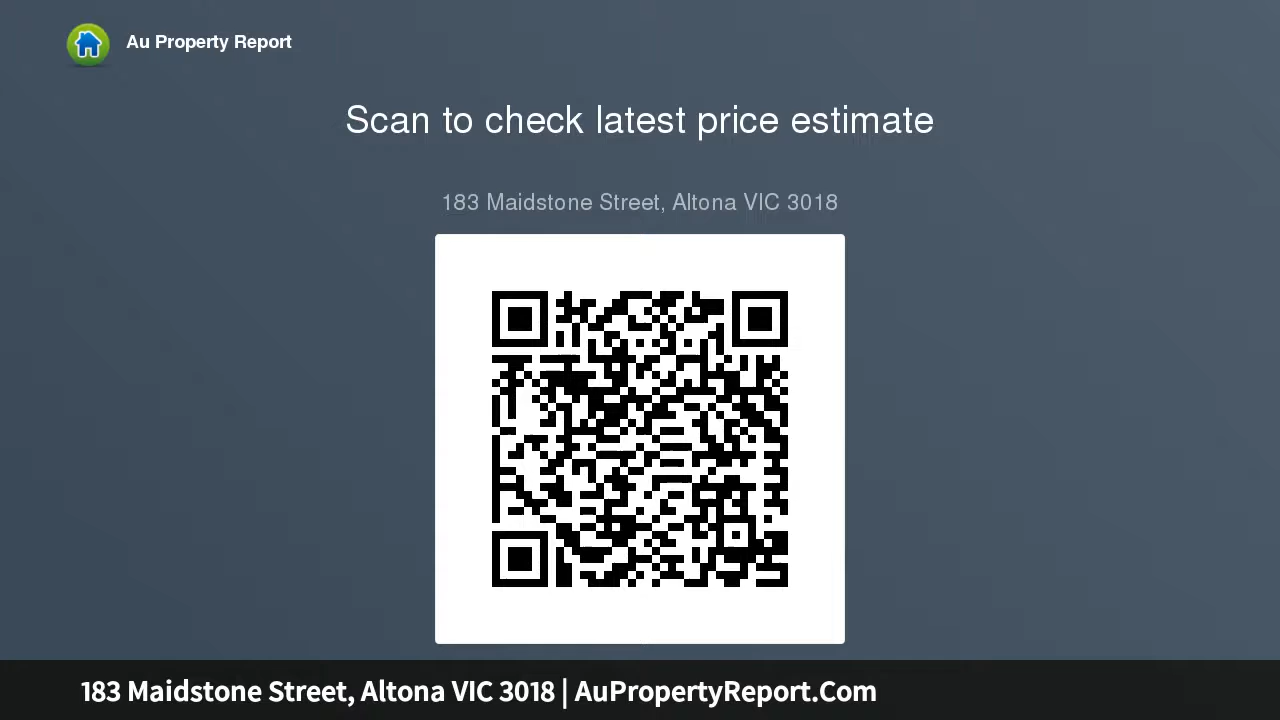 Au Property Report
Scan to check latest price estimate
183 Maidstone Street, Altona VIC 3018
183 Maidstone Street, Altona VIC 3018 | AuPropertyReport.Com